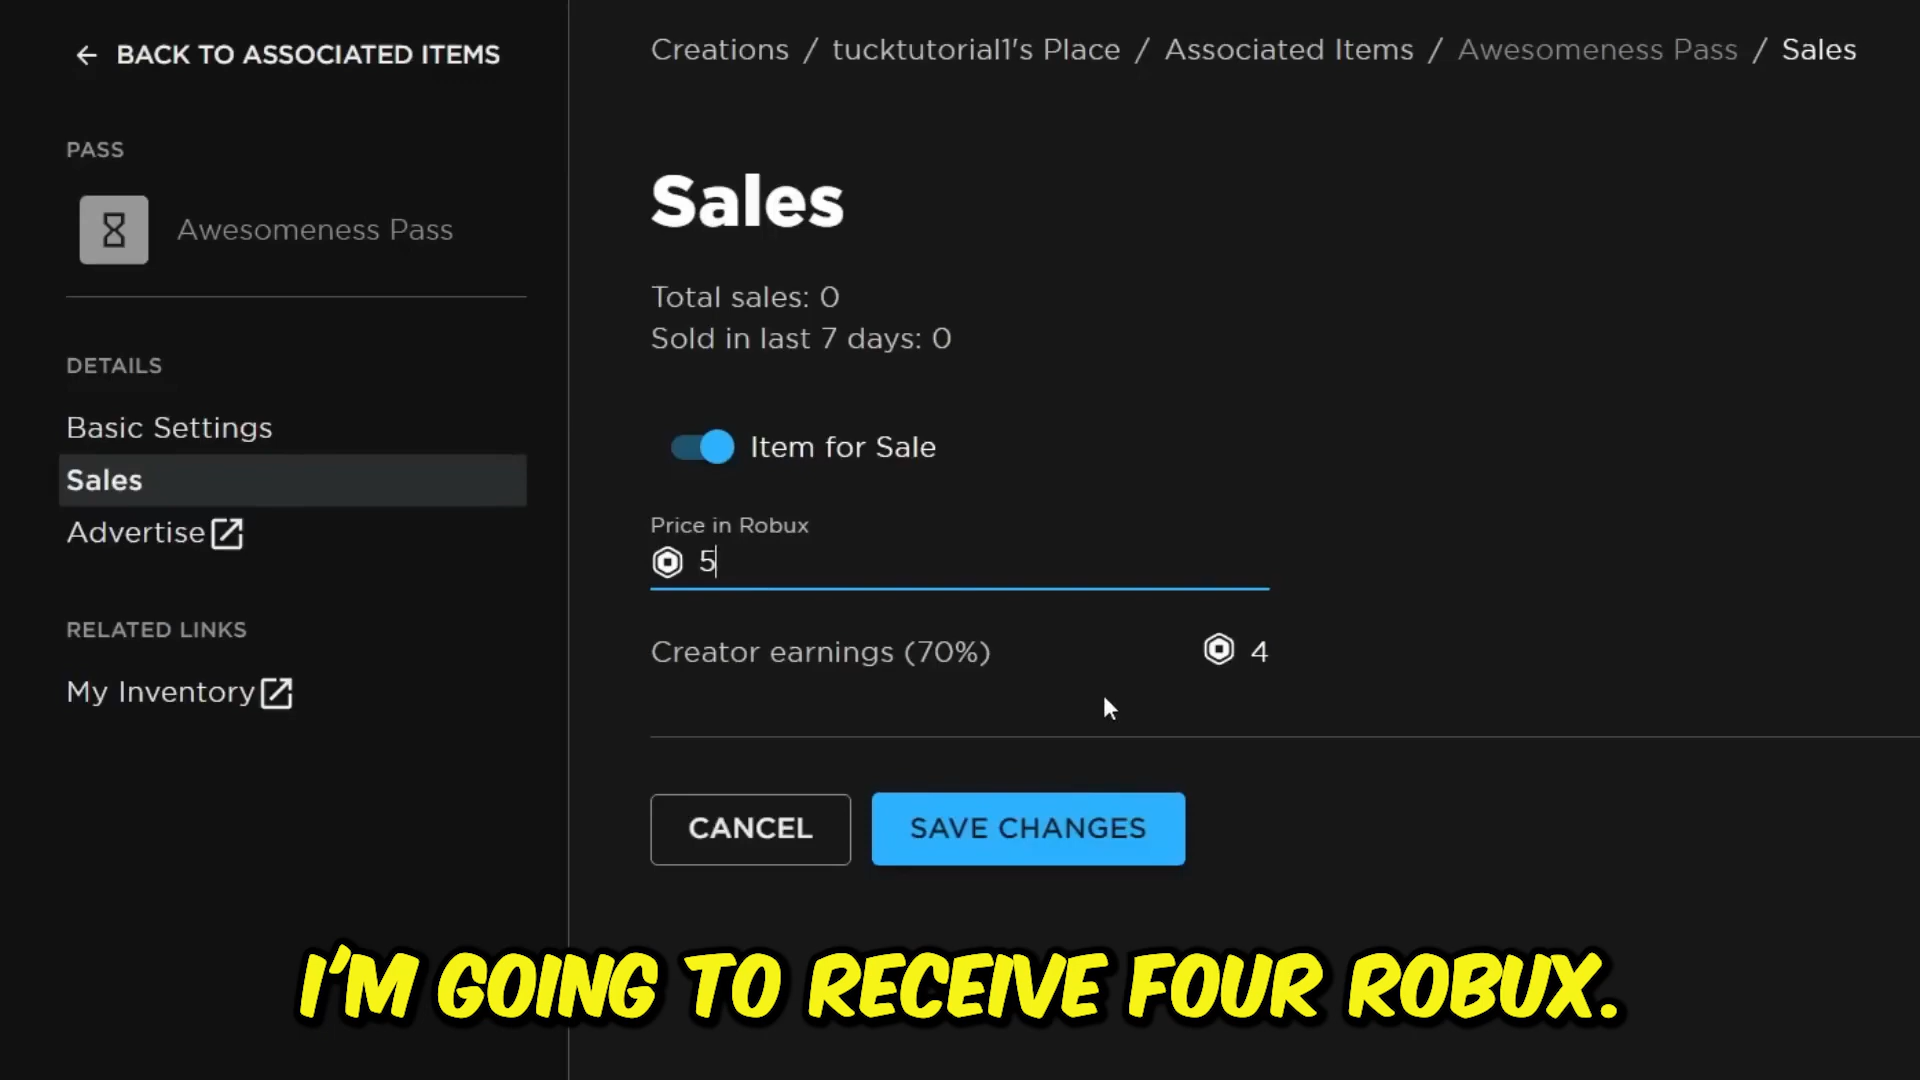 BACK TO ASSOCIATED ITEMS
Creations / tucktutorial1's Place / Associated Items / Awesomeness Pass / Sales
PASS
Awesomeness Pass
DETAILS
Basic Settings
Sales
Advertise
RELATED LINKS
My Inventory
Sales
Total sales: 0
Sold in last 7 days: 0
Item for Sale
Price in Robux
5
Creator earnings (70%) 4
CANCEL SAVE CHANGES
I'M GOING TO RECEIVE FOUR ROBUX.